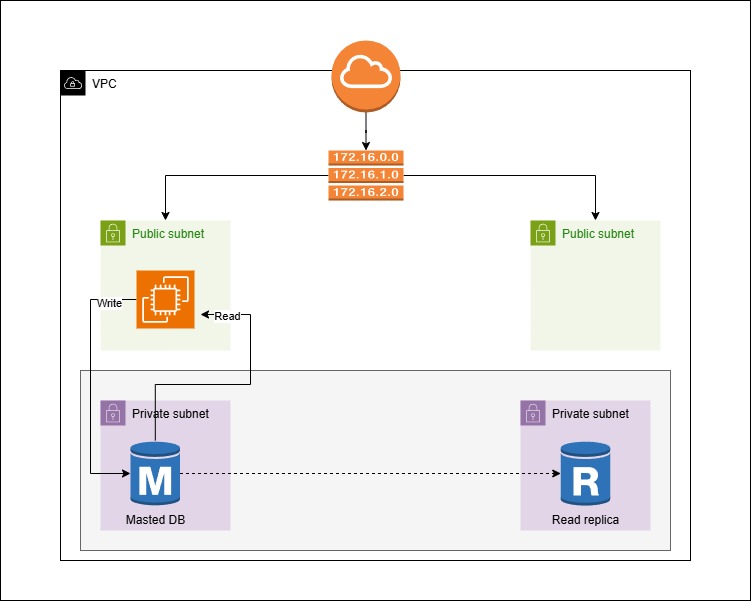 VPC
172.16.0.0
172.16.1.0
172.16.2.0
Public subnet
Public subnet
Write
Read
Private subnet
Private subnet
M
R
Masted DB
Read replica